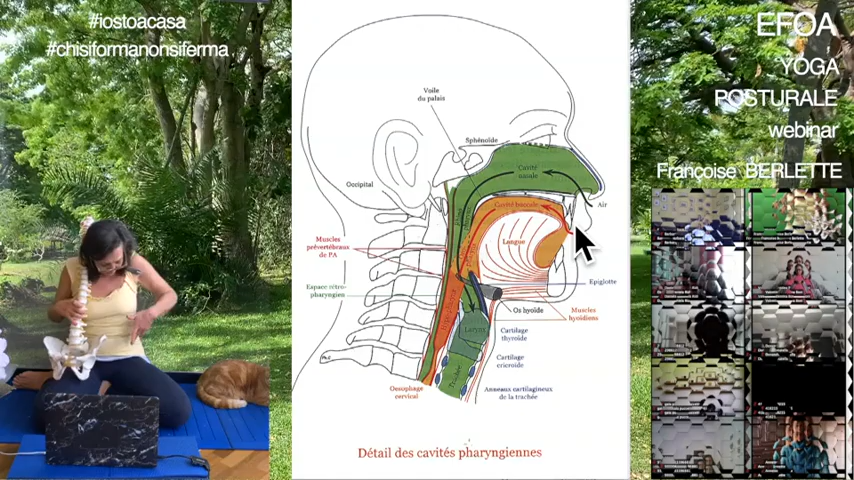 #iostoacasa
#chisiformanonsiferma
EFOA
YOGA
POSTURALE
webinar
Françoise BERLETTE
Voile
du palais
Sphénoïde
Cavité
nasale
Occipital
Air
Cavité buccale
Langue
Muscles
prévertébraux
de PA
Espace rétro-
pharyngien
Epiglotte
Os hyoïde
Muscles
hyoïdiens
Larynx
Cartilage
thyroïde
Cartilage
cricroïde
Trachée
Oesophage
cervical
Anneaux cartilagineux
de la trachée
Détail des cavités pharyngiennes